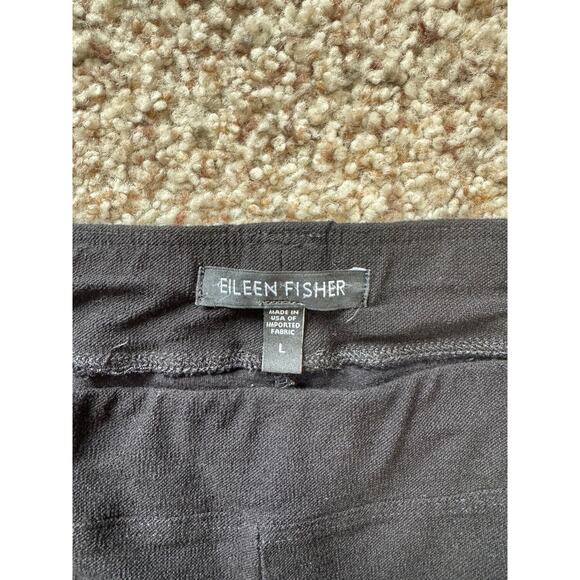 EILEEN FISHER
MADE IN
USA OF
IMPORTED
FABRIC
L